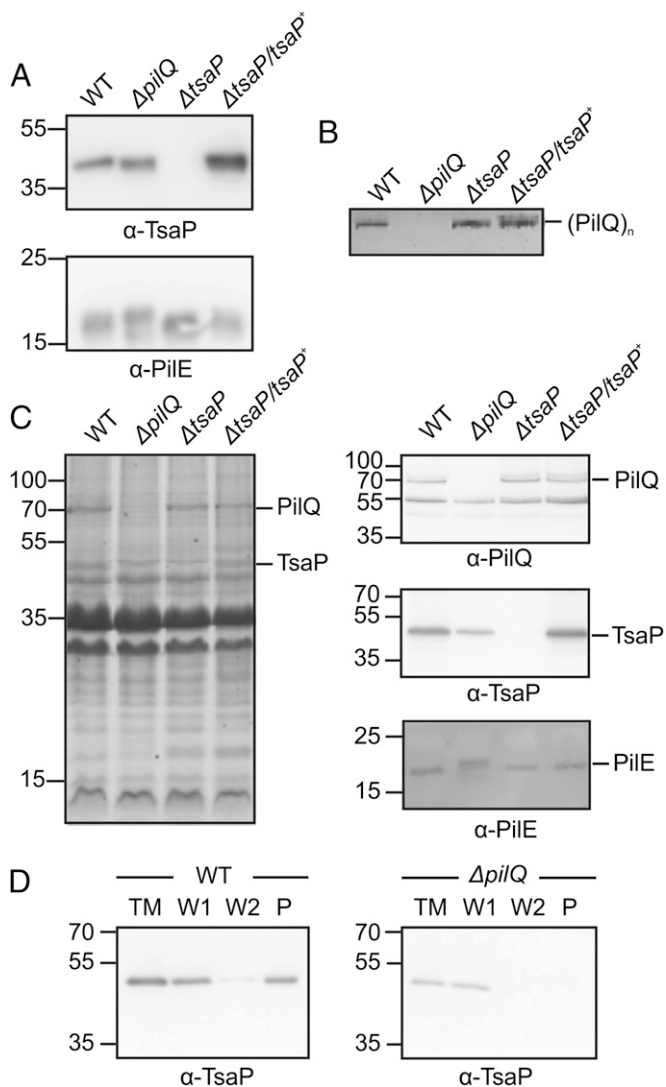 A
WT ΔpilQ ΔtsaP ΔtsaP/tsaP⁺
55
35
α-TsaP
25
15
α-PilE
B
WT ΔpilQ ΔtsaP ΔtsaP/tsaP⁺
(PilQ)ₙ
C
WT ΔpilQ ΔtsaP ΔtsaP/tsaP⁺
100
70 PilQ
55
TsaP
35
15
WT ΔpilQ ΔtsaP ΔtsaP/tsaP⁺
100
70 PilQ
55
35
α-PilQ
70
55
TsaP
35
α-TsaP
25
PilE
15
α-PilE
D
WT
TM W1 W2 P
70
55
35
α-TsaP
ΔpilQ
TM W1 W2 P
70
55
35
α-TsaP